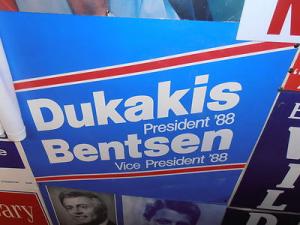 Dukakis
President '88
Bentsen
Vice President '88